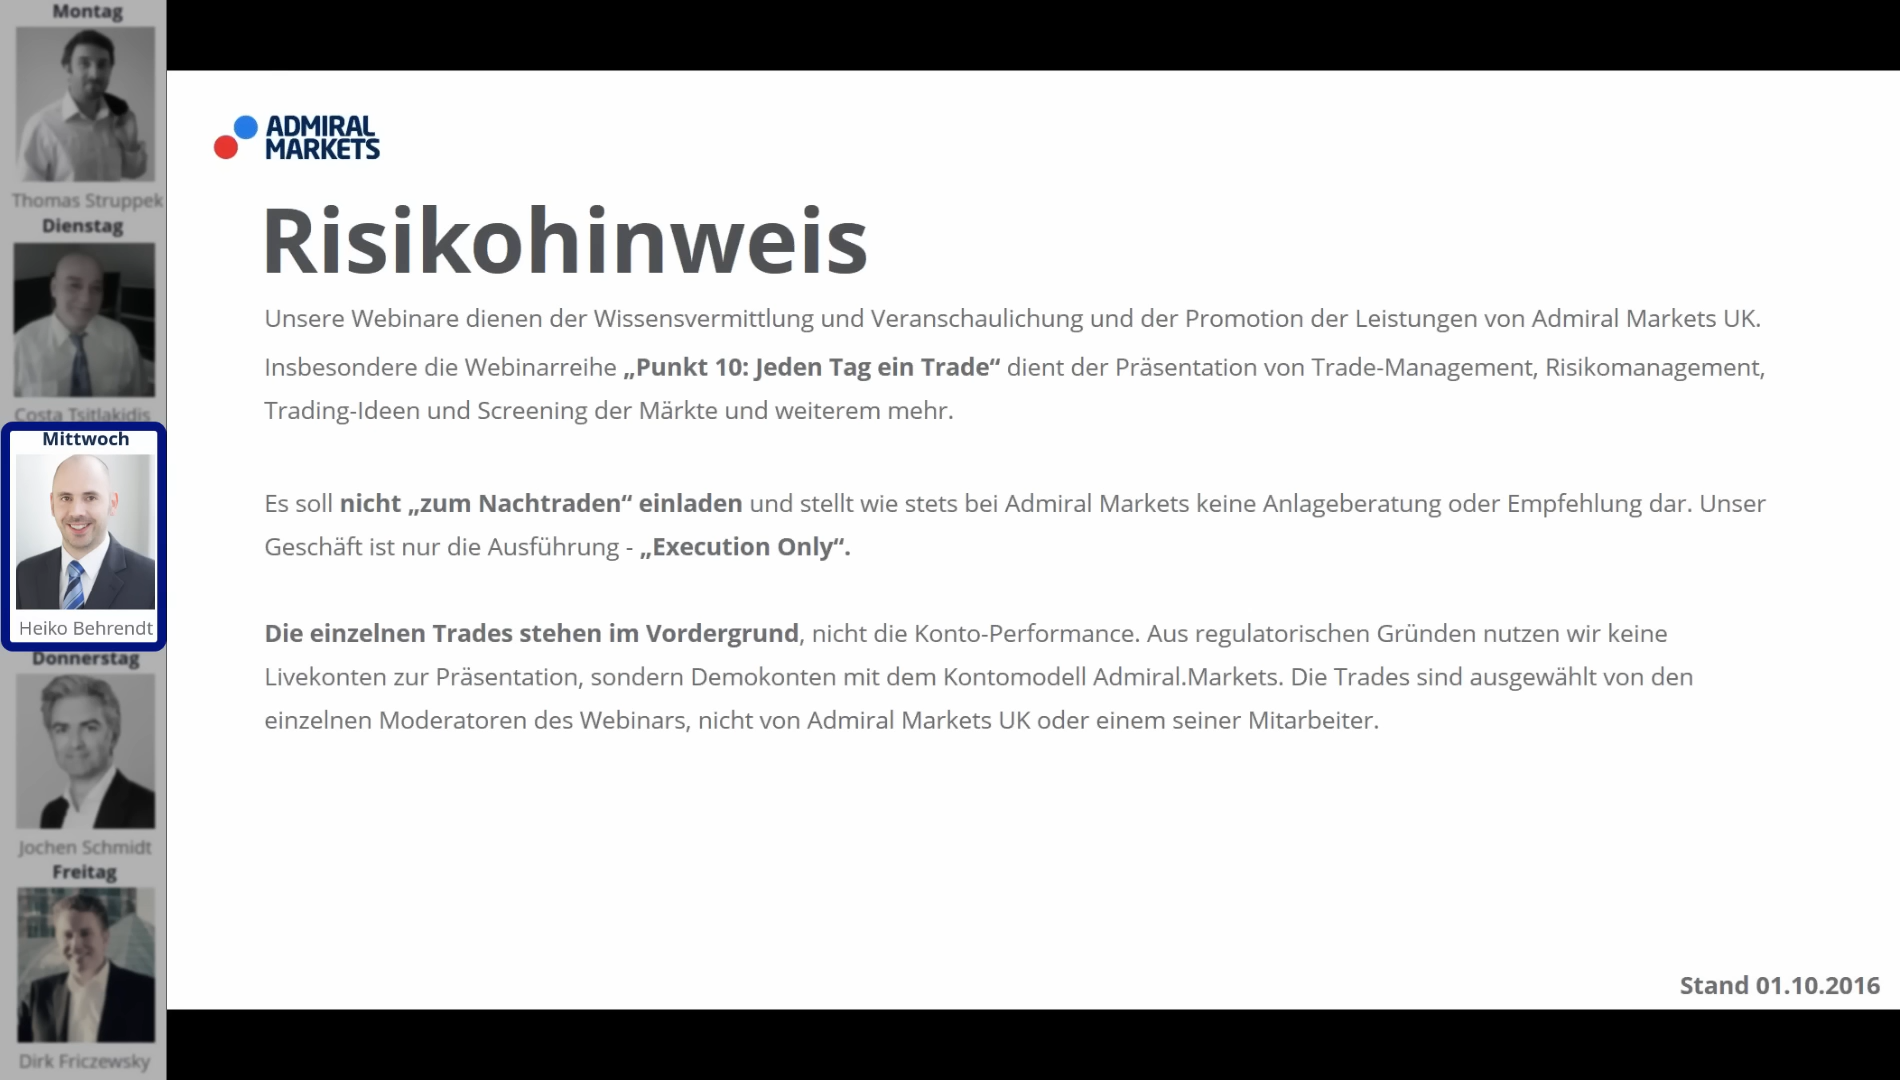 Montag
Thomas Struppek
Dienstag
Costa Tsitlakidis
Mittwoch
Heiko Behrendt
Donnerstag
Jochen Schmidt
Freitag
Dirk Friczewsky
ADMIRAL
MARKETS
Risikohinweis
Unsere Webinare dienen der Wissensvermittlung und Veranschaulichung und der Promotion der Leistungen von Admiral Markets UK.
Insbesondere die Webinarreihe „Punkt 10: Jeden Tag ein Trade“ dient der Präsentation von Trade-Management, Risikomanagement,
Trading-Ideen und Screening der Märkte und weiterem mehr.
Es soll nicht „zum Nachtraden“ einladen und stellt wie stets bei Admiral Markets keine Anlageberatung oder Empfehlung dar. Unser
Geschäft ist nur die Ausführung - „Execution Only“.
Die einzelnen Trades stehen im Vordergrund, nicht die Konto-Performance. Aus regulatorischen Gründen nutzen wir keine
Livekonten zur Präsentation, sondern Demokonten mit dem Kontomodell Admiral.Markets. Die Trades sind ausgewählt von den
einzelnen Moderatoren des Webinars, nicht von Admiral Markets UK oder einem seiner Mitarbeiter.
Stand 01.10.2016